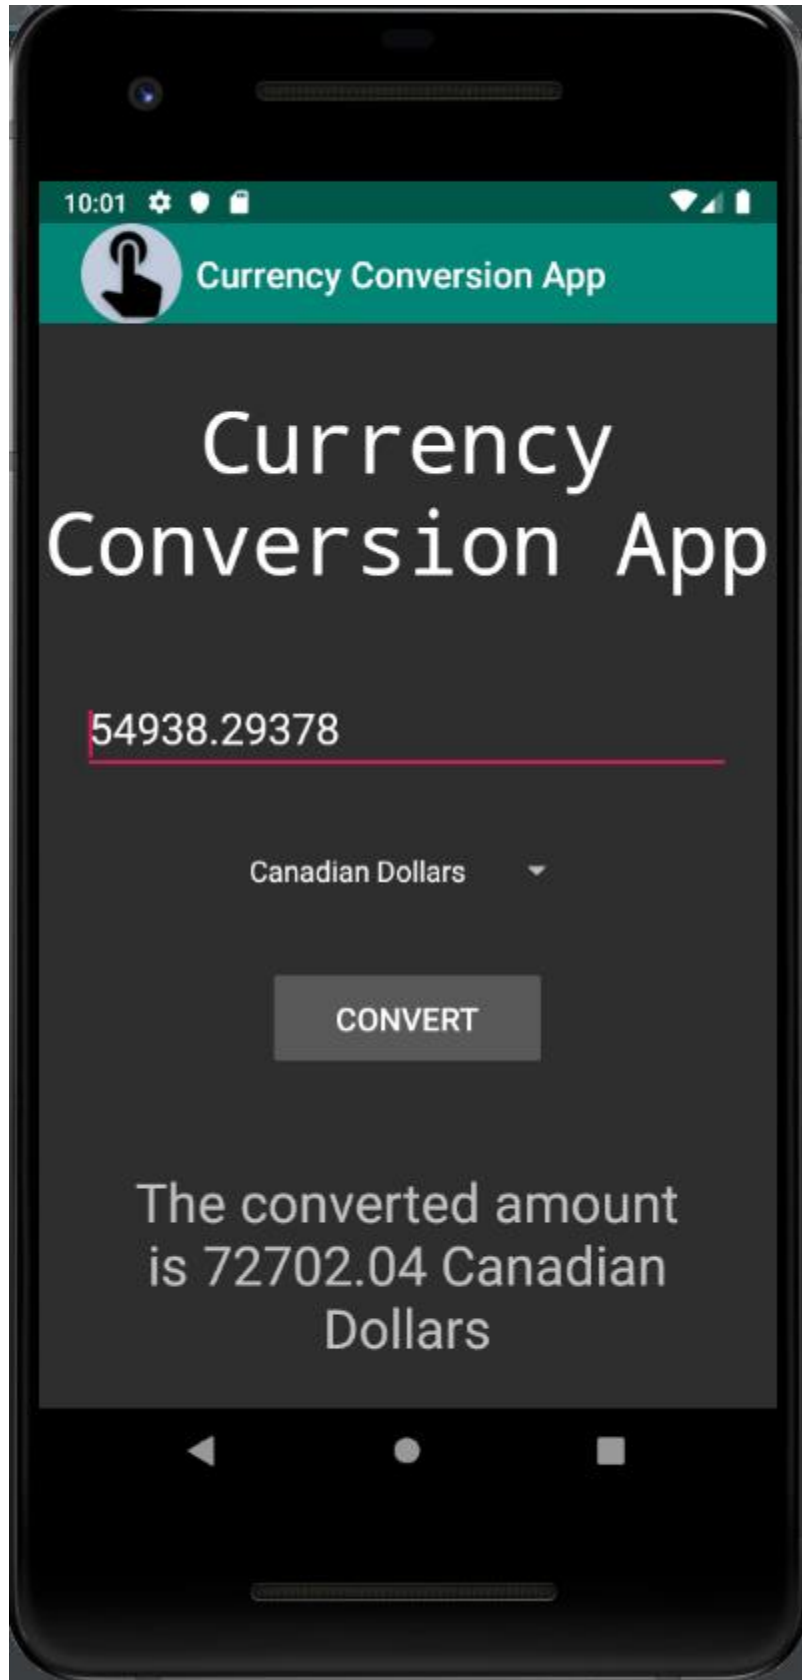 10:01
Currency Conversion App
Currency
Conversion App
54938.29378
Canadian Dollars
CONVERT
The converted amount
is 72702.04 Canadian
Dollars